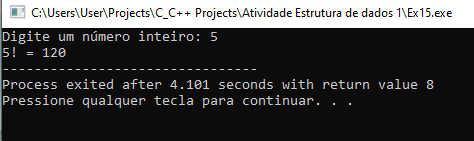 C:\Users\User\Projects\C_C++ Projects\Atividade Estrutura de dados 1\Ex15.exe
Digite um número inteiro: 5
5! = 120
--------------------------------
Process exited after 4.101 seconds with return value 8
Pressione qualquer tecla para continuar. . .